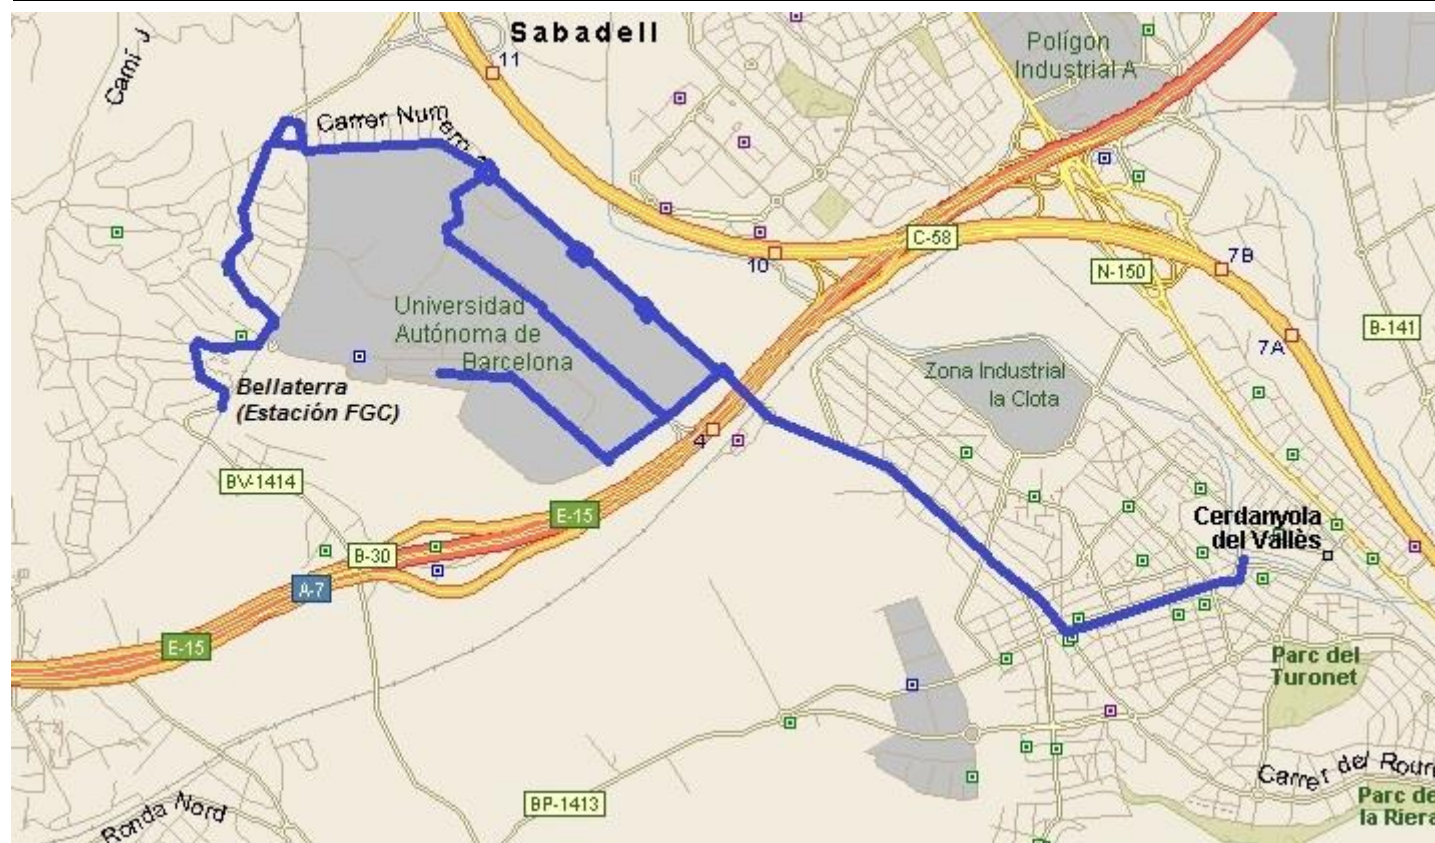 Sabadell
Camí J
11
Polígon
Industrial A
Carrer Num
ero
C-58
10
7B
N-150
Universidad
Autónoma de
Barcelona
B-141
7A
Zona Industrial
la Clota
Bellaterra
(Estación FGC)
4
BV-1414
E-15
Cerdanyola
del Vallès
B-30
A-7
E-15
Parc del
Turonet
Carrer del Roure
Parc de
la Riera
BP-1413
Ronda Nord